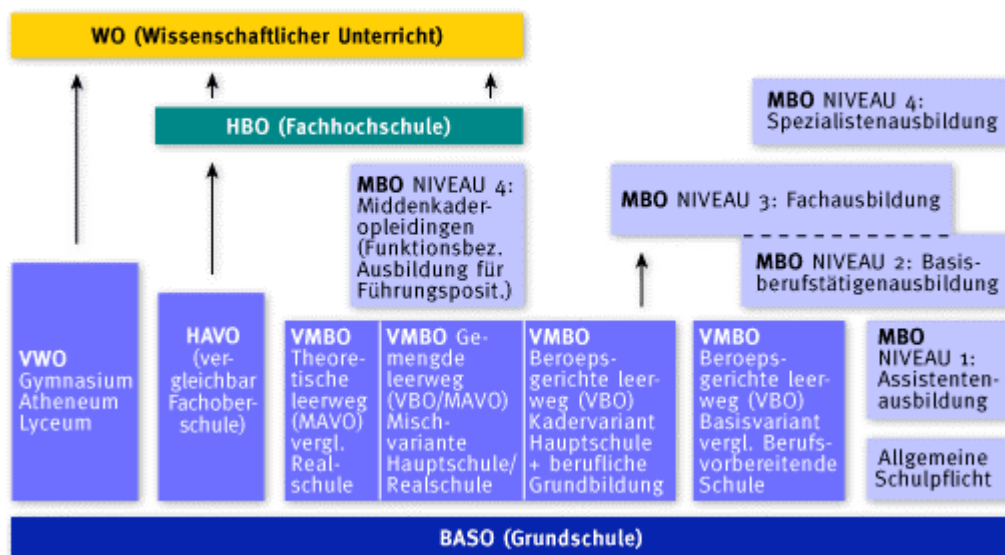 WO (Wissenschaftlicher Unterricht)
HBO (Fachhochschule)
MBO NIVEAU 4:
Spezialistenausbildung
MBO NIVEAU 4:
Middenkader-
opleidingen
(Funktionsbez.
Ausbildung für
Führungsposit.)
MBO NIVEAU 3: Fachausbildung
MBO NIVEAU 2: Basis-
berufstätigenausbildung
VWO
Gymnasium
Atheneum
Lyceum
HAVO
(ver-
gleichbar
Fachober-
schule)
VMBO
Theore-
tische
leerweg
(MAVO)
vergl.
Real-
schule
VMBO Ge-
mengde
leerweg
(VBO/MAVO)
Misch-
variante
Hauptschule/
Realschule
VMBO
Beroeps-
gerichte leer-
weg (VBO)
Kadervariant
Hauptschule
+ berufliche
Grundbildung
VMBO
Beroeps-
gerichte leer-
weg (VBO)
Basisvariant
vergl. Berufs-
vorbereitende
Schule
MBO
NIVEAU 1:
Assistenten-
ausbildung
Allgemeine
Schulpflicht
BASO (Grundschule)